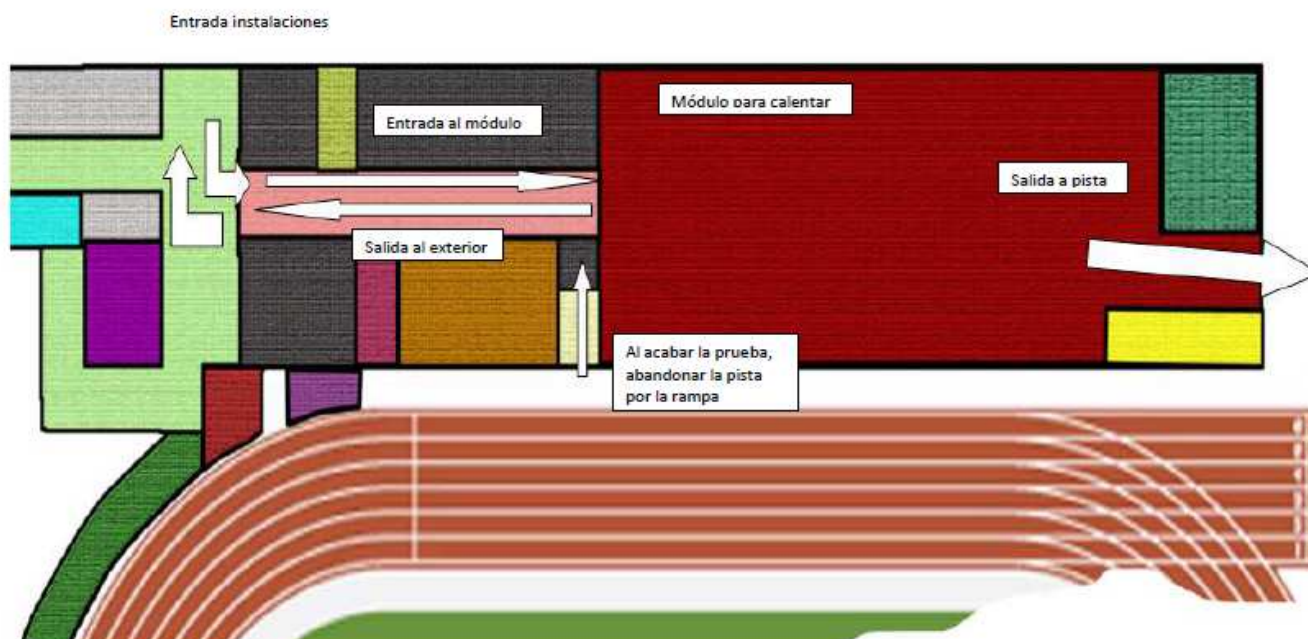 Entrada instalaciones
Módulo oara calentar
Entrada al módulo
Salida a pista
Salida al exterior
Al acabar la prueba,
abandonar la pista
por la rampa